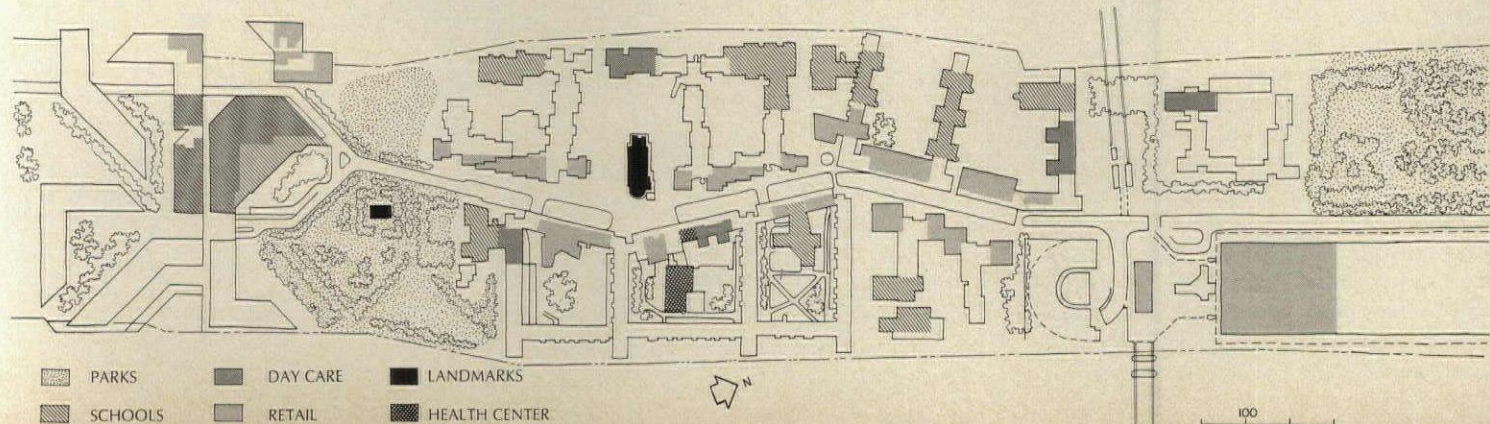 PARKS DAY CARE LANDMARKS
SCHOOLS RETAIL HEALTH CENTER
N
100